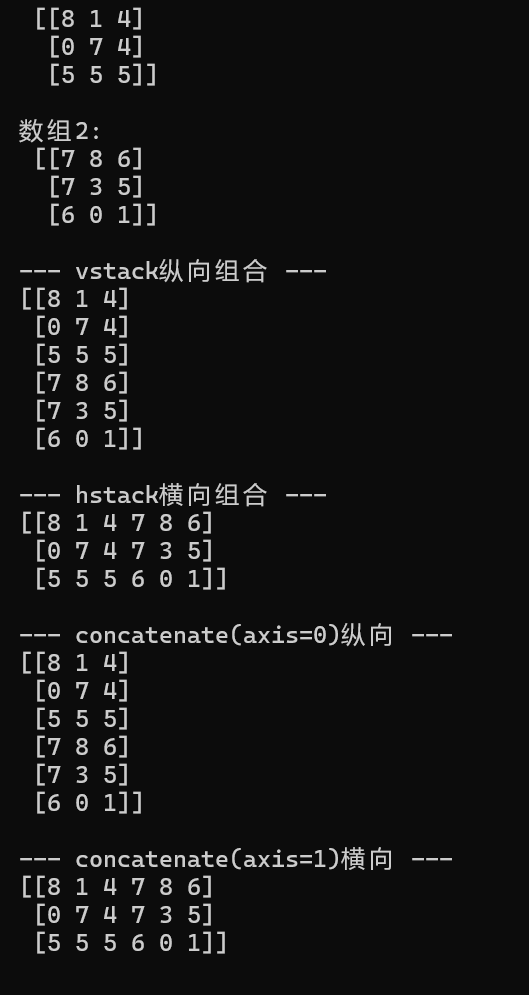 [[8 1 4]
[0 7 4]
[5 5 5]]
数组2:
[[7 8 6]
[7 3 5]
[6 0 1]]
--- vstack纵向组合 ---
[[8 1 4]
[0 7 4]
[5 5 5]
[7 8 6]
[7 3 5]
[6 0 1]]
--- hstack横向组合 ---
[[8 1 4 7 8 6]
[0 7 4 7 3 5]
[5 5 5 6 0 1]]
--- concatenate(axis=0)纵向 ---
[[8 1 4]
[0 7 4]
[5 5 5]
[7 8 6]
[7 3 5]
[6 0 1]]
--- concatenate(axis=1)横向 ---
[[8 1 4 7 8 6]
[0 7 4 7 3 5]
[5 5 5 6 0 1]]